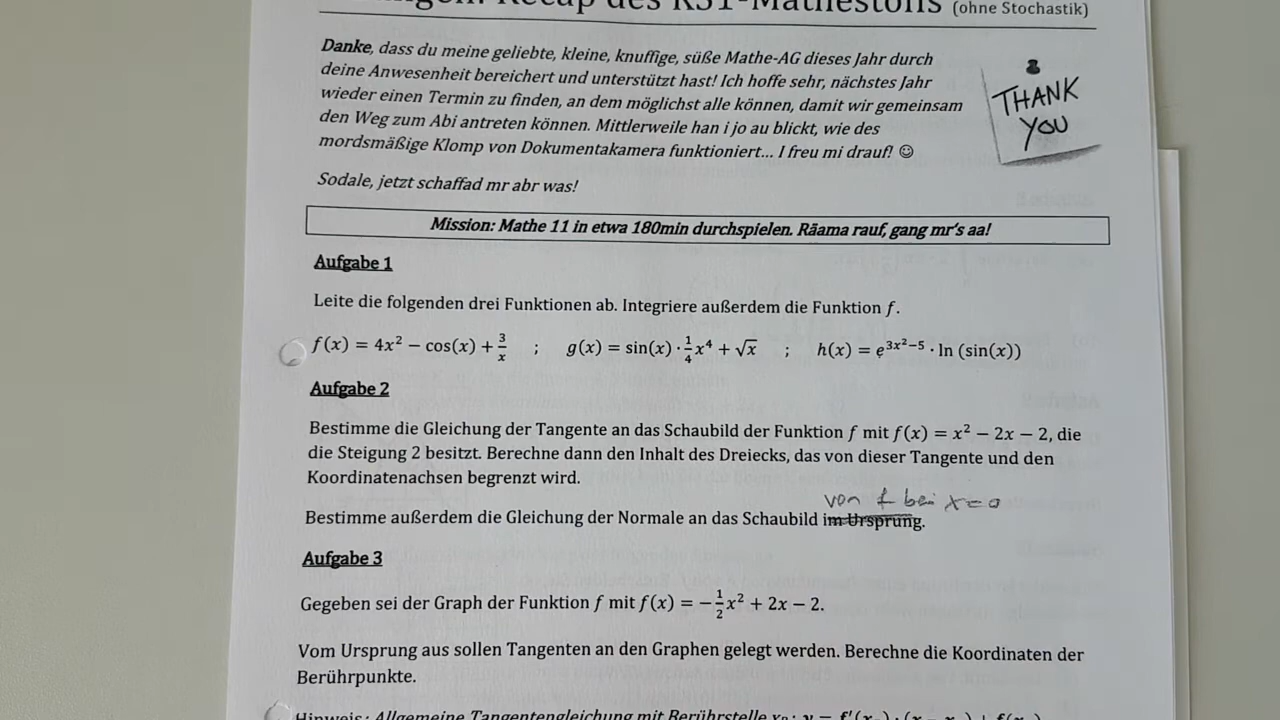 Recap des KS1-Mathestoffs (ohne Stochastik)
Danke, dass du meine geliebte, kleine, knuffige, süße Mathe-AG dieses Jahr durch
deine Anwesenheit bereichert und unterstützt hast! Ich hoffe sehr, nächstes Jahr
wieder einen Termin zu finden, an dem möglichst alle können, damit wir gemeinsam
den Weg zum Abi antreten können. Mittlerweile han i jo au blickt, wie des
mordsmäßige Klomp von Dokumentakamera funktioniert... I freu mi drauf! ☺
THANK
YOU
Sodale, jetzt schaffad mr abr was!
Mission: Mathe 11 in etwa 180min durchspielen. Räama rauf, gang mr's aa!
Aufgabe 1
Leite die folgenden drei Funktionen ab. Integriere außerdem die Funktion f.
f(x) = 4x² − cos(x) + 3/x ; g(x) = sin(x) · 1/4 x⁴ + √x ; h(x) = e^(3x²−5) · ln (sin(x))
Aufgabe 2
Bestimme die Gleichung der Tangente an das Schaubild der Funktion f mit f(x) = x² − 2x − 2, die
die Steigung 2 besitzt. Berechne dann den Inhalt des Dreiecks, das von dieser Tangente und den
Koordinatenachsen begrenzt wird.
von f bei x=0
Bestimme außerdem die Gleichung der Normale an das Schaubild im Ursprung.
Aufgabe 3
Gegeben sei der Graph der Funktion f mit f(x) = −1/2 x² + 2x − 2.
Vom Ursprung aus sollen Tangenten an den Graphen gelegt werden. Berechne die Koordinaten der
Berührpunkte.
Hinweis: Allgemeine Tangentengleichung mit Berührstelle